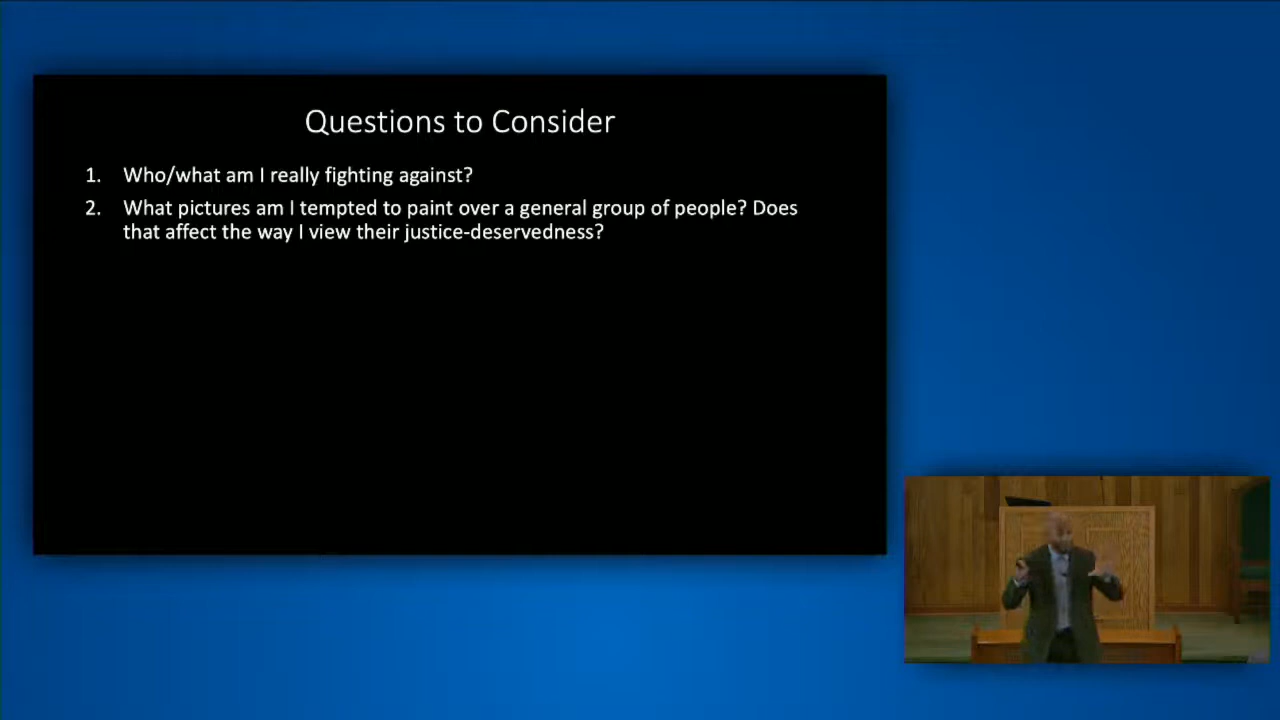 Questions to Consider
1. Who/what am I really fighting against?
2. What pictures am I tempted to paint over a general group of people? Does
that affect the way I view their justice-deservedness?